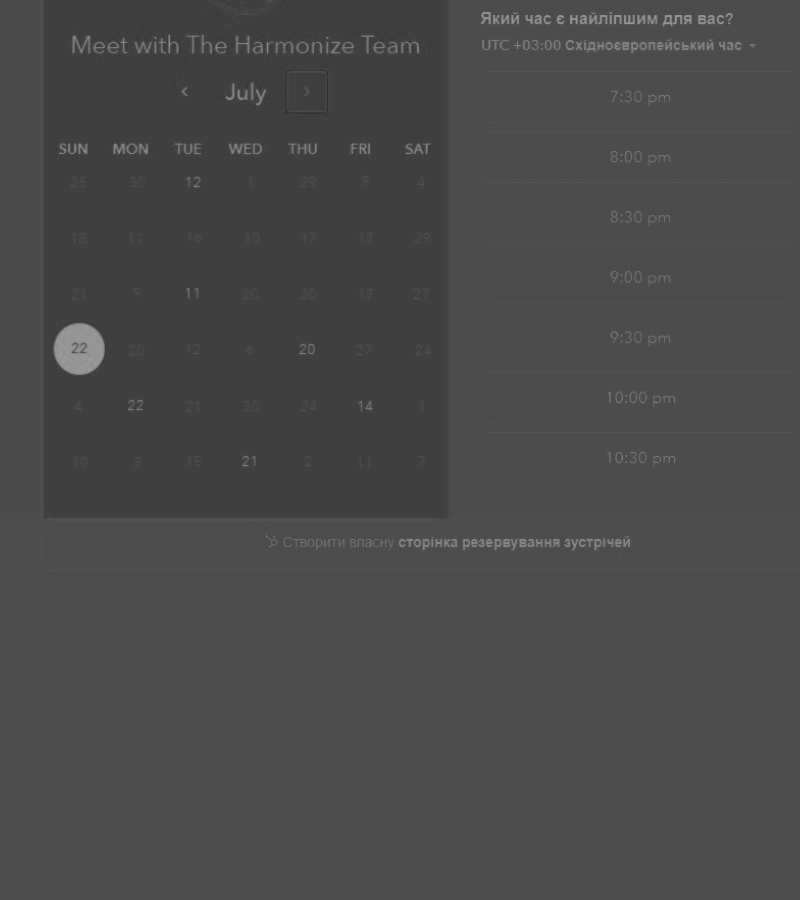 Meet with The Harmonize Team
July
SUN MON TUE WED THU FRI SAT
25 30 12 1 29 9 4
18 11 16 10 17 17 29
21 9 11 20 30 17 27
22 20 12 6 20 27 24
4 22 21 30 24 14 1
10 3 15 21 2 11 7
Який час є найліпшим для вас?
UTC +03:00 Східноєвропейський час
7:30 pm
8:00 pm
8:30 pm
9:00 pm
9:30 pm
10:00 pm
10:30 pm
Створити власну сторінка резервування зустрічей